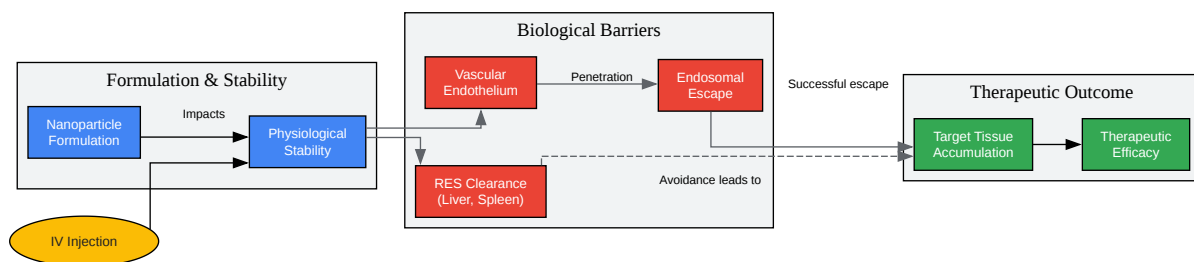 Formulation & Stability
Nanoparticle
Formulation
Impacts
Physiological
Stability
IV Injection
Biological Barriers
Vascular
Endothelium
Penetration
Endosomal
Escape
RES Clearance
(Liver, Spleen)
Avoidance leads to
Successful escape
Therapeutic Outcome
Target Tissue
Accumulation
Therapeutic
Efficacy